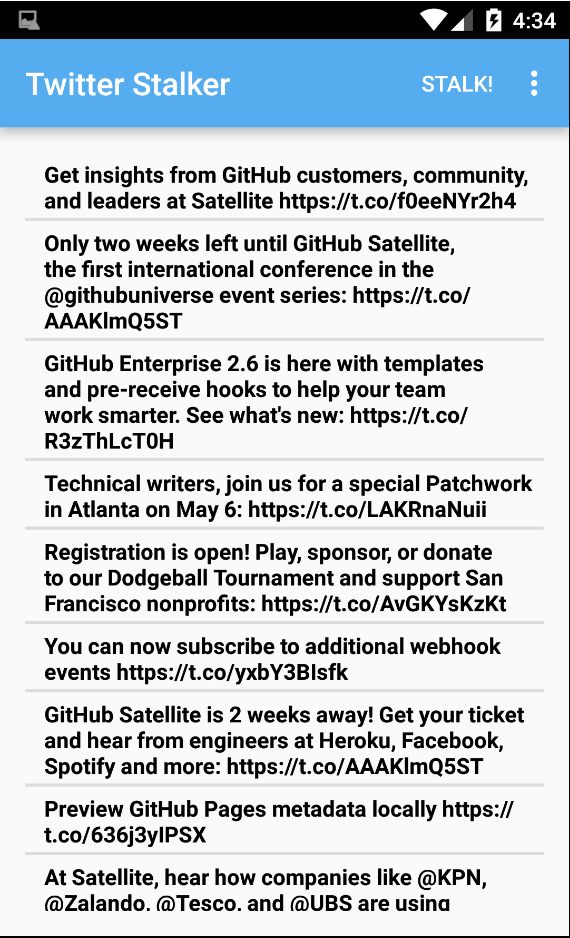 4:34
Twitter Stalker
STALK!
Get insights from GitHub customers, community,
and leaders at Satellite https://t.co/f0eeNYr2h4
Only two weeks left until GitHub Satellite,
the first international conference in the
@githubuniverse event series: https://t.co/
AAAKlmQ5ST
GitHub Enterprise 2.6 is here with templates
and pre-receive hooks to help your team
work smarter. See what's new: https://t.co/
R3zThLcT0H
Technical writers, join us for a special Patchwork
in Atlanta on May 6: https://t.co/LAKRnaNuii
Registration is open! Play, sponsor, or donate
to our Dodgeball Tournament and support San
Francisco nonprofits: https://t.co/AvGKYsKzKt
You can now subscribe to additional webhook
events https://t.co/yxbY3BIsfk
GitHub Satellite is 2 weeks away! Get your ticket
and hear from engineers at Heroku, Facebook,
Spotify and more: https://t.co/AAAKlmQ5ST
Preview GitHub Pages metadata locally https://
t.co/636j3yIPSX
At Satellite, hear how companies like @KPN,
@Zalando, @Tesco, and @UBS are using